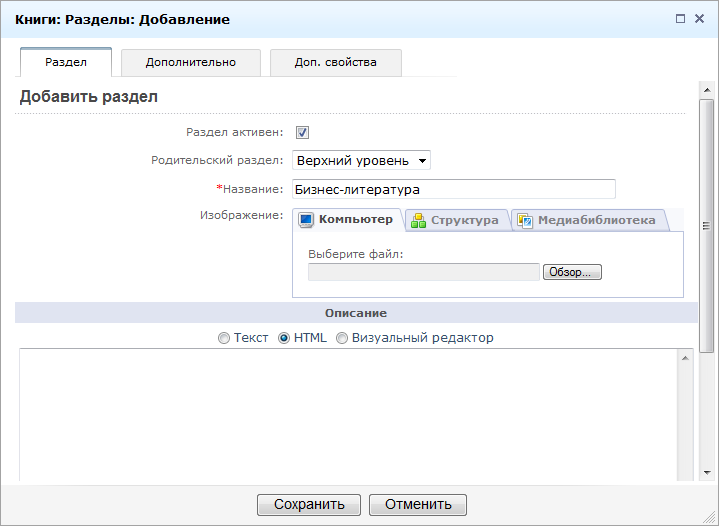 Книги: Разделы: Добавление
Раздел Дополнительно Доп. свойства
Добавить раздел
Раздел активен:
Родительский раздел: Верхний уровень
*Название: Бизнес-литература
Изображение: Компьютер Структура Медиабиблиотека
Выберите файл:
Обзор...
Описание
Текст HTML Визуальный редактор
Сохранить Отменить